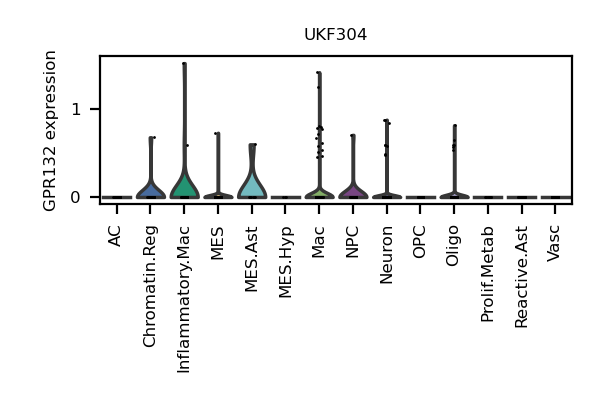 UKF304
GPR132 expression
1
0
AC
Chromatin.Reg
Inflammatory.Mac
MES
MES.Ast
MES.Hyp
Mac
NPC
Neuron
OPC
Oligo
Prolif.Metab
Reactive.Ast
Vasc